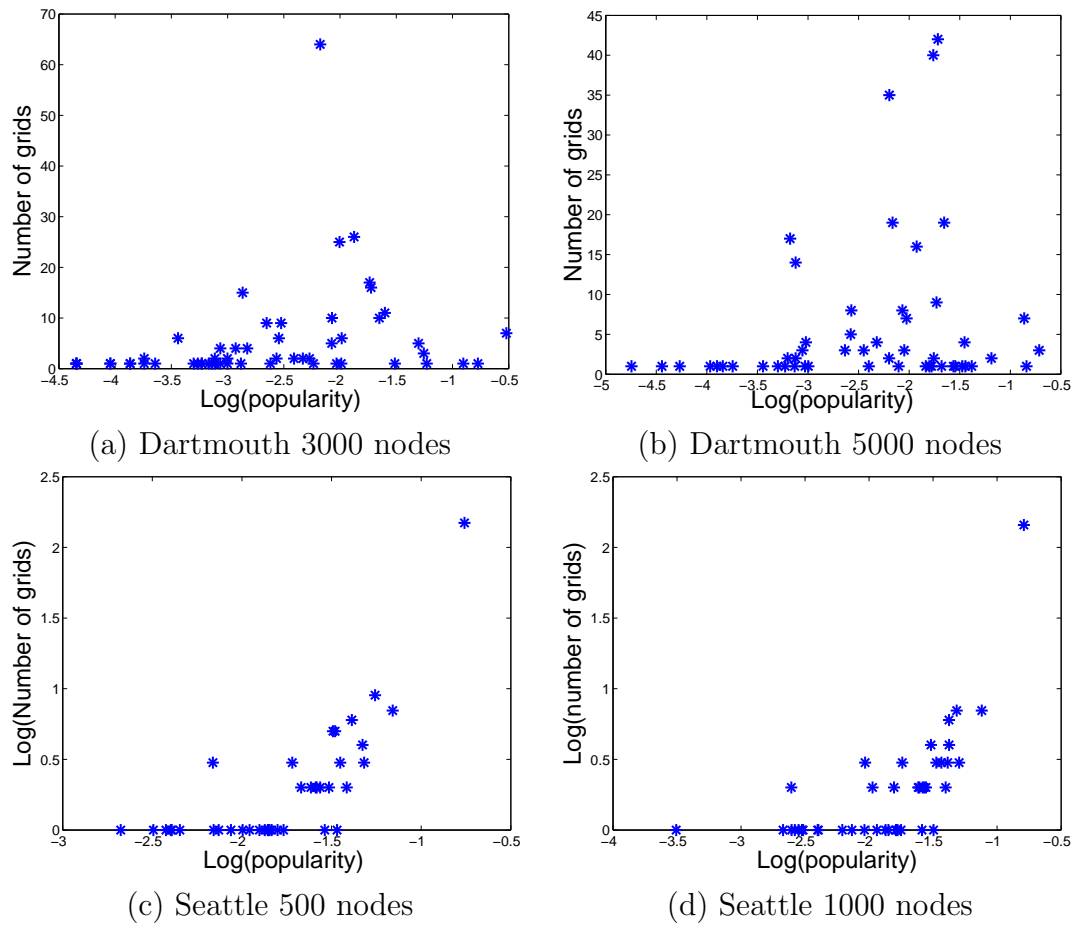 70
60
50
40
30
20
10
0
−4.5 −4 −3.5 −3 −2.5 −2 −1.5 −1 −0.5
Number of grids
Log(popularity)
(a) Dartmouth 3000 nodes
45
40
35
30
25
20
15
10
5
0
−5 −4.5 −4 −3.5 −3 −2.5 −2 −1.5 −1 −0.5
Number of grids
Log(popularity)
(b) Dartmouth 5000 nodes
2.5
2
1.5
1
0.5
0
−3 −2.5 −2 −1.5 −1 −0.5
Log(Number of grids)
Log(popularity)
(c) Seattle 500 nodes
2.5
2
1.5
1
0.5
0
−4 −3.5 −3 −2.5 −2 −1.5 −1 −0.5
Log(number of grids)
Log(popularity)
(d) Seattle 1000 nodes